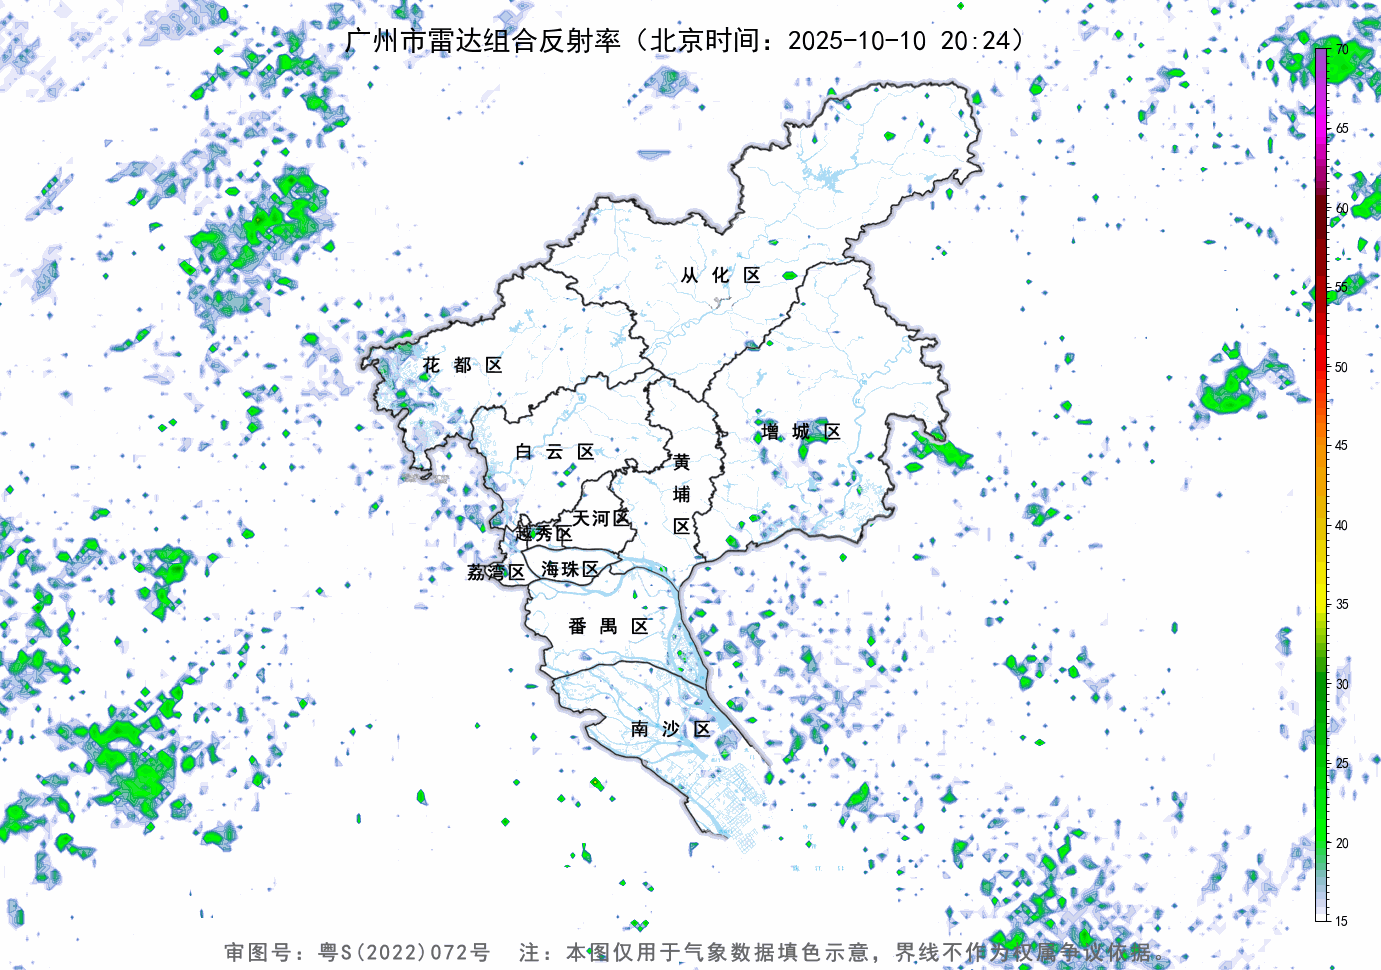 广州市雷达组合反射率（北京时间：2025-10-10 20:24）
70
65
60
55
50
45
40
35
30
25
20
15
从化区
花都区
增城区
白云区
黄埔区
天河区
越秀区
海珠区
荔湾区
番禺区
南沙区
审图号：粤S(2022)072号 注：本图仅用于气象数据填色示意，界线不作为权属争议依据。